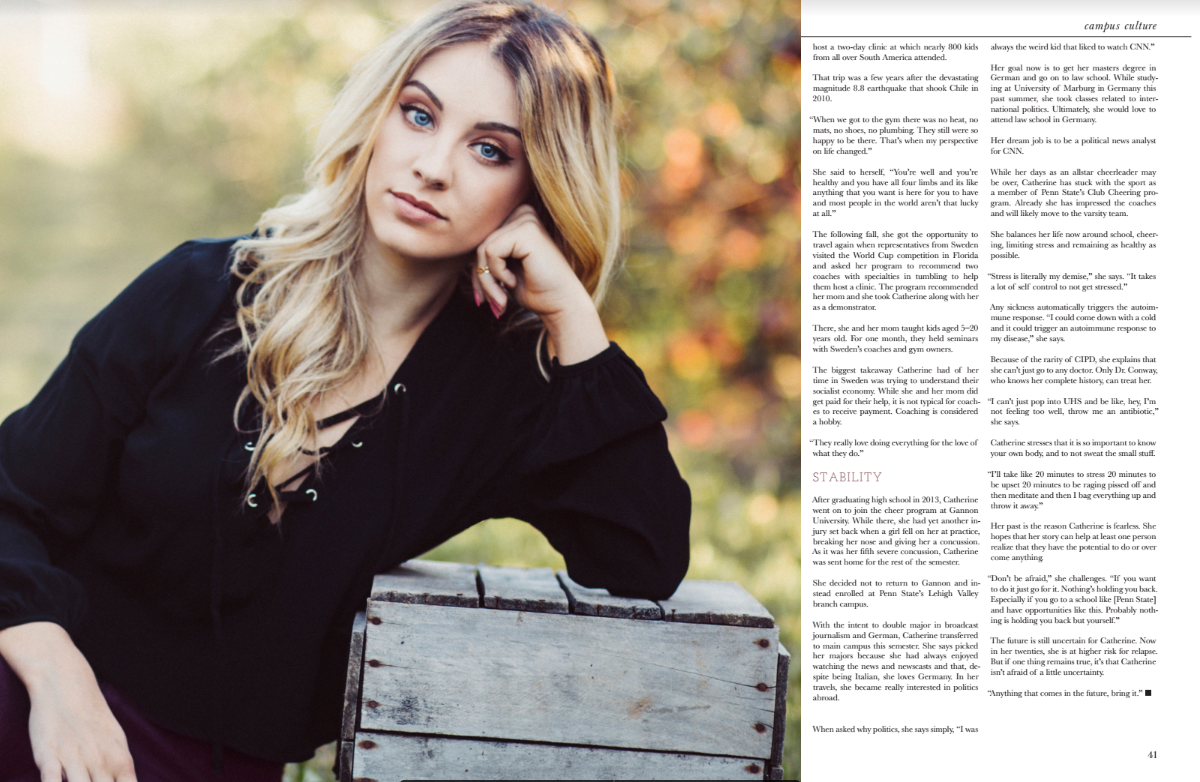 campus culture
host a two-day clinic at which nearly 800 kids
from all over South America attended.
That trip was a few years after the devastating
magnitude 8.8 earthquake that shook Chile in
2010.
“When we got to the gym there was no heat, no
mats, no shoes, no plumbing. They still were so
happy to be there. That’s when my perspective
on life changed.”
She said to herself, “You’re well and you’re
healthy and you have all four limbs and its like
anything that you want is here for you to have
and most people in the world aren’t that lucky
at all.”
The following fall, she got the opportunity to
travel again when representatives from Sweden
visited the World Cup competition in Florida
and asked her program to recommend two
coaches with specialties in tumbling to help
them host a clinic. The program recommended
her mom and she took Catherine along with her
as a demonstrator.
There, she and her mom taught kids aged 5–20
years old. For one month, they held seminars
with Sweden’s coaches and gym owners.
The biggest takeaway Catherine had of her
time in Sweden was trying to understand their
socialist economy. While she and her mom did
get paid for their help, it is not typical for coach-
es to receive payment. Coaching is considered
a hobby.
“They really love doing everything for the love of
what they do.”
STABILITY
After graduating high school in 2013, Catherine
went on to join the cheer program at Gannon
University. While there, she had yet another in-
jury set back when a girl fell on her at practice,
breaking her nose and giving her a concussion.
As it was her fifth severe concussion, Catherine
was sent home for the rest of the semester.
She decided not to return to Gannon and in-
stead enrolled at Penn State’s Lehigh Valley
branch campus.
With the intent to double major in broadcast
journalism and German, Catherine transferred
to main campus this semester. She says picked
her majors because she had always enjoyed
watching the news and newscasts and that, de-
spite being Italian, she loves Germany. In her
travels, she became really interested in politics
abroad.
When asked why politics, she says simply, “I was
always the weird kid that liked to watch CNN.”
Her goal now is to get her masters degree in
German and go on to law school. While study-
ing at University of Marburg in Germany this
past summer, she took classes related to inter-
national politics. Ultimately, she would love to
attend law school in Germany.
Her dream job is to be a political news analyst
for CNN.
While her days as an allstar cheerleader may
be over, Catherine has stuck with the sport as
a member of Penn State’s Club Cheering pro-
gram. Already she has impressed the coaches
and will likely move to the varsity team.
She balances her life now around school, cheer-
ing, limiting stress and remaining as healthy as
possible.
“Stress is literally my demise,” she says. “It takes
a lot of self control to not get stressed.”
Any sickness automatically triggers the autoim-
mune response. “I could come down with a cold
and it could trigger an autoimmune response to
my disease,” she says.
Because of the rarity of CIPD, she explains that
she can’t just go to any doctor. Only Dr. Conway,
who knows her complete history, can treat her.
“I can’t just pop into UHS and be like, hey, I’m
not feeling too well, throw me an antibiotic,”
she says.
Catherine stresses that it is so important to know
your own body, and to not sweat the small stuff.
“I’ll take like 20 minutes to stress 20 minutes to
be upset 20 minutes to be raging pissed off and
then meditate and then I bag everything up and
throw it away.”
Her past is the reason Catherine is fearless. She
hopes that her story can help at least one person
realize that they have the potential to do or over
come anything.
“Don’t be afraid,” she challenges. “If you want
to do it just go for it. Nothing’s holding you back.
Especially if you go to a school like [Penn State]
and have opportunities like this. Probably noth-
ing is holding you back but yourself.”
The future is still uncertain for Catherine. Now
in her twenties, she is at higher risk for relapse.
But if one thing remains true, it’s that Catherine
isn’t afraid of a little uncertainty.
“Anything that comes in the future, bring it.” ■
41